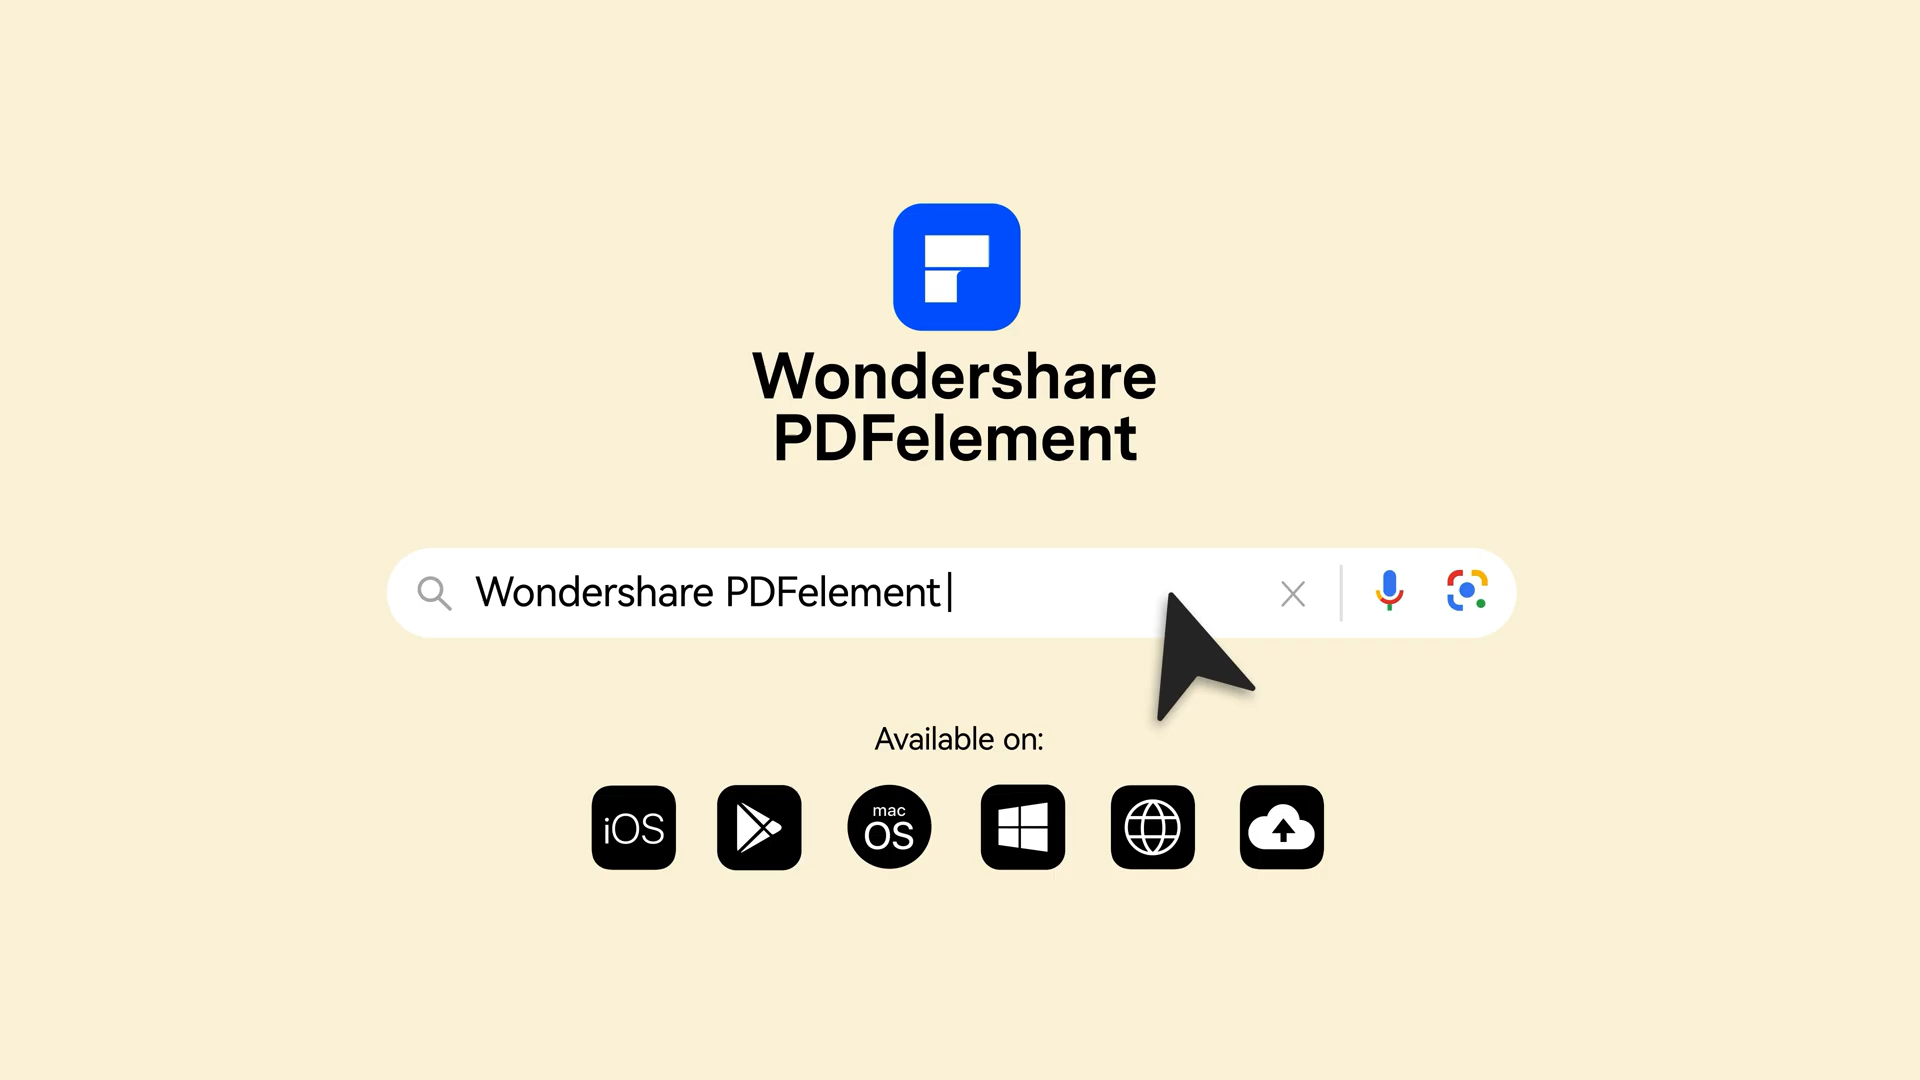 Wondershare
PDFelement
Wondershare PDFelement
Available on:
iOS
mac
OS